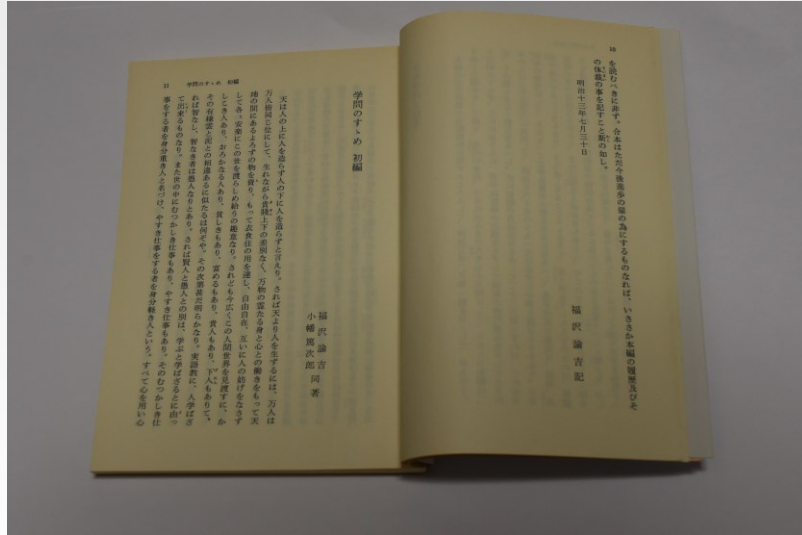 10
を読むべきに非ず。合本はただ今後進歩の輩の為にするものなれば、いささか本編の履歴及びそ
の体裁の事を記すこと斯の如し。
明治十三年七月三十日
福沢諭吉記
11 学問のすゝめ 初編
学問のすゝめ 初編
福沢諭吉
小幡篤次郎 同著
天は人の上に人を造らず人の下に人を造らずと言えり。されば天より人を生ずるには、万人は
万人皆同じ位にして、生れながら貴賤上下の差別なく、万物の霊たる身と心との働きをもって天
地の間にあるよろずの物を資り、もって衣食住の用を達し、自由自在、互いに人の妨げをなさず
して各々安楽にこの世を渡らしめ給うの趣意なり。されども今広くこの人間世界を見渡すに、か
しこき人あり、おろかなる人あり、貧しきもあり、富めるもあり、貴人もあり、下人もありて、
その有様雲と泥との相違あるに似たるは何ぞや。その次第甚だ明らかなり。実語教に、人学ばざ
れば智なし、智なき者は愚人なりとあり。されば賢人と愚人との別は、学ぶと学ばざるとに由っ
て出来るものなり。また世の中にむつかしき仕事もあり、やすき仕事もあり。そのむつかしき仕
事をする者を身分重き人と名づけ、やすき仕事をする者を身分軽き人という。すべて心を用い心